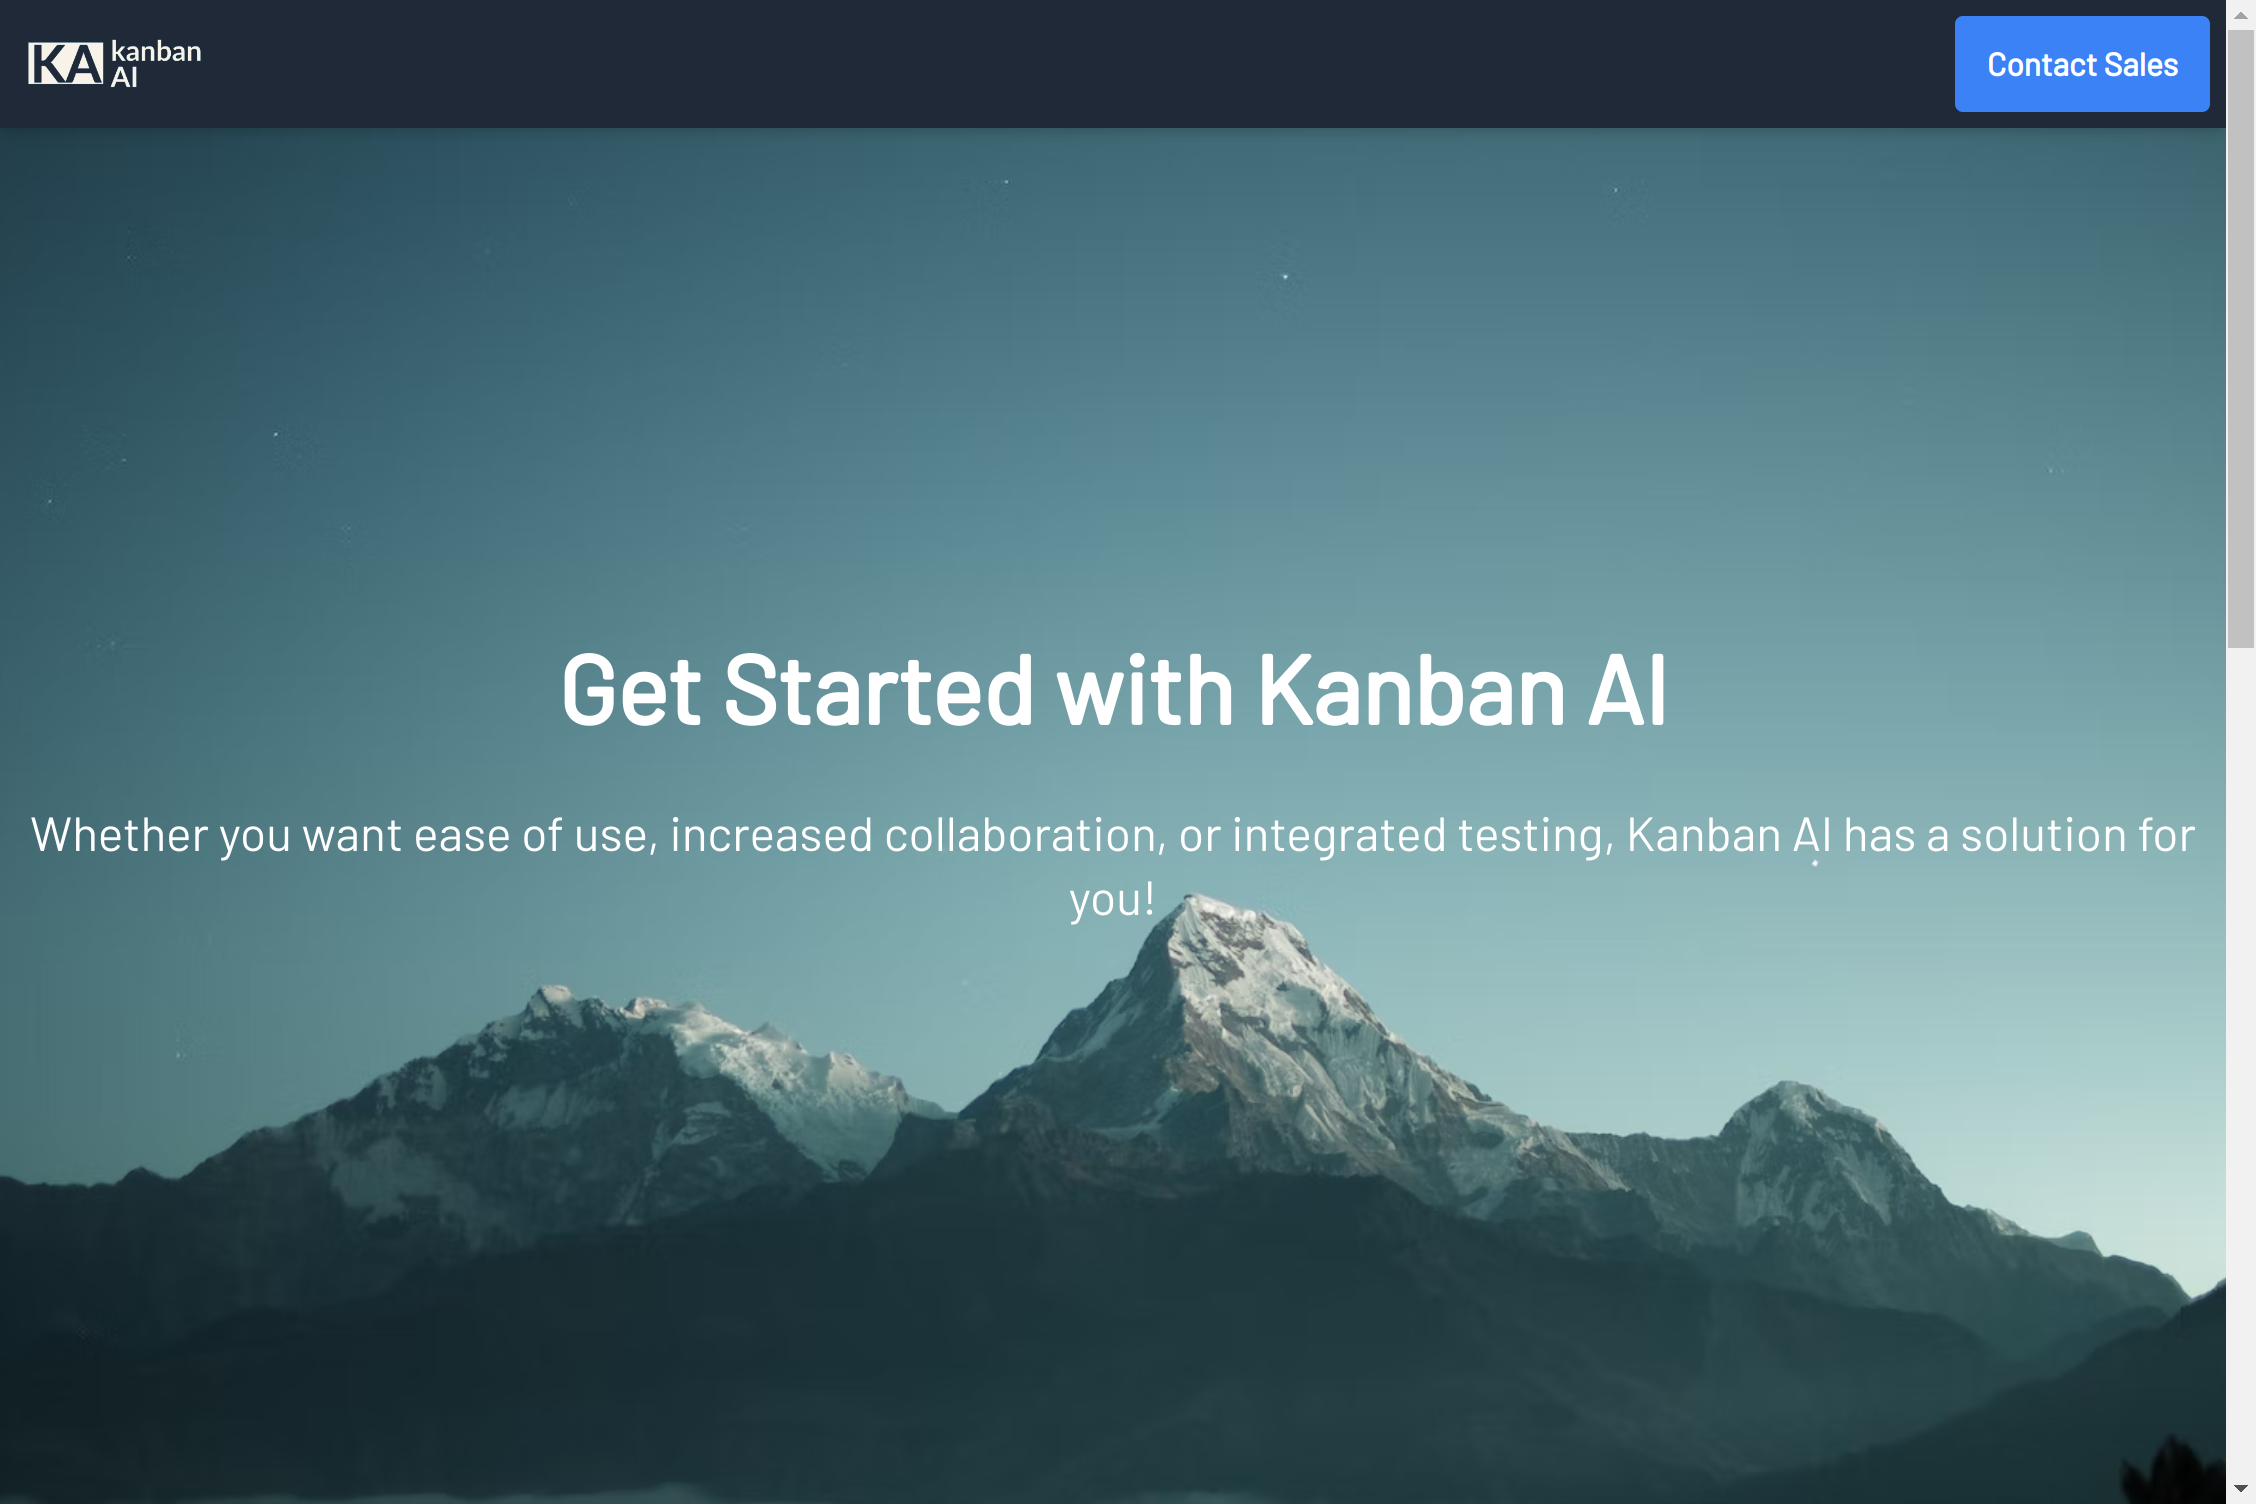 KA kanban
AI
Contact Sales
Get Started with Kanban AI
Whether you want ease of use, increased collaboration, or integrated testing, Kanban AI has a solution for
you!